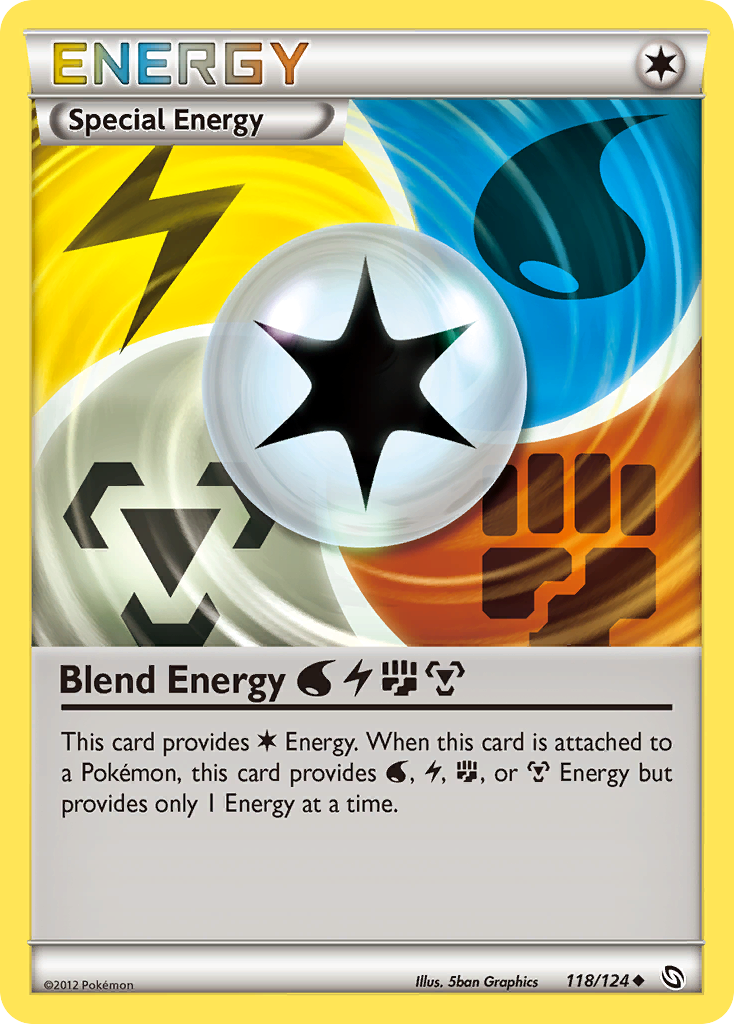 ENERGY
Special Energy
Blend Energy
This card provides Energy. When this card is attached to
a Pokémon, this card provides , , , or Energy but
provides only 1 Energy at a time.
©2012 Pokémon
Illus. 5ban Graphics 118/124